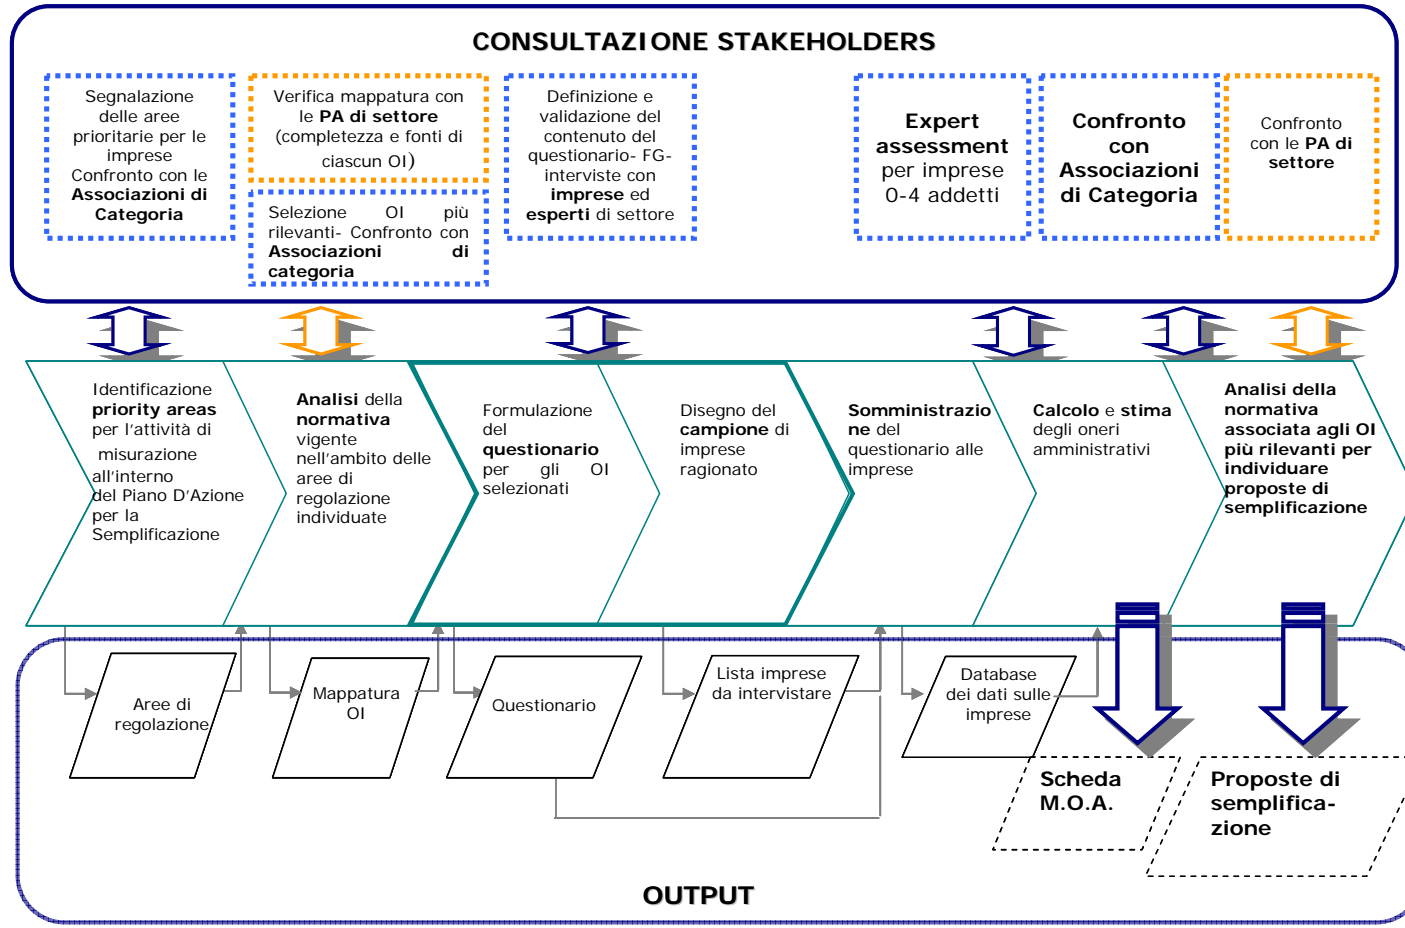 CONSULTAZIONE STAKEHOLDERS
Segnalazione
delle aree
prioritarie per le
imprese
Confronto con le
Associazioni di
Categoria
Verifica mappatura con
le PA di settore
(completezza e fonti di
ciascun OI)
Selezione OI più
rilevanti- Confronto con
Associazioni di
categoria
Definizione e
validazione del
contenuto del
questionario- FG-
interviste con
imprese ed
esperti di settore
Expert
assessment
per imprese
0-4 addetti
Confronto
con
Associazioni
di Categoria
Confronto
con le PA di
settore
Identificazione
priority areas
per l'attività di
misurazione
all'interno
del Piano D'Azione
per la
Semplificazione
Analisi della
normativa
vigente
nell'ambito delle
aree di
regolazione
individuate
Formulazione
del
questionario
per gli OI
selezionati
Disegno del
campione di
imprese
ragionato
Somministrazio
ne del
questionario alle
imprese
Calcolo e stima
degli oneri
amministrativi
Analisi della
normativa
associata agli OI
più rilevanti per
individuare
proposte di
semplificazione
Aree di
regolazione
Mappatura
OI
Questionario
Lista imprese
da intervistare
Database
dei dati sulle
imprese
Scheda
M.O.A.
Proposte di
semplifica-
zione
OUTPUT